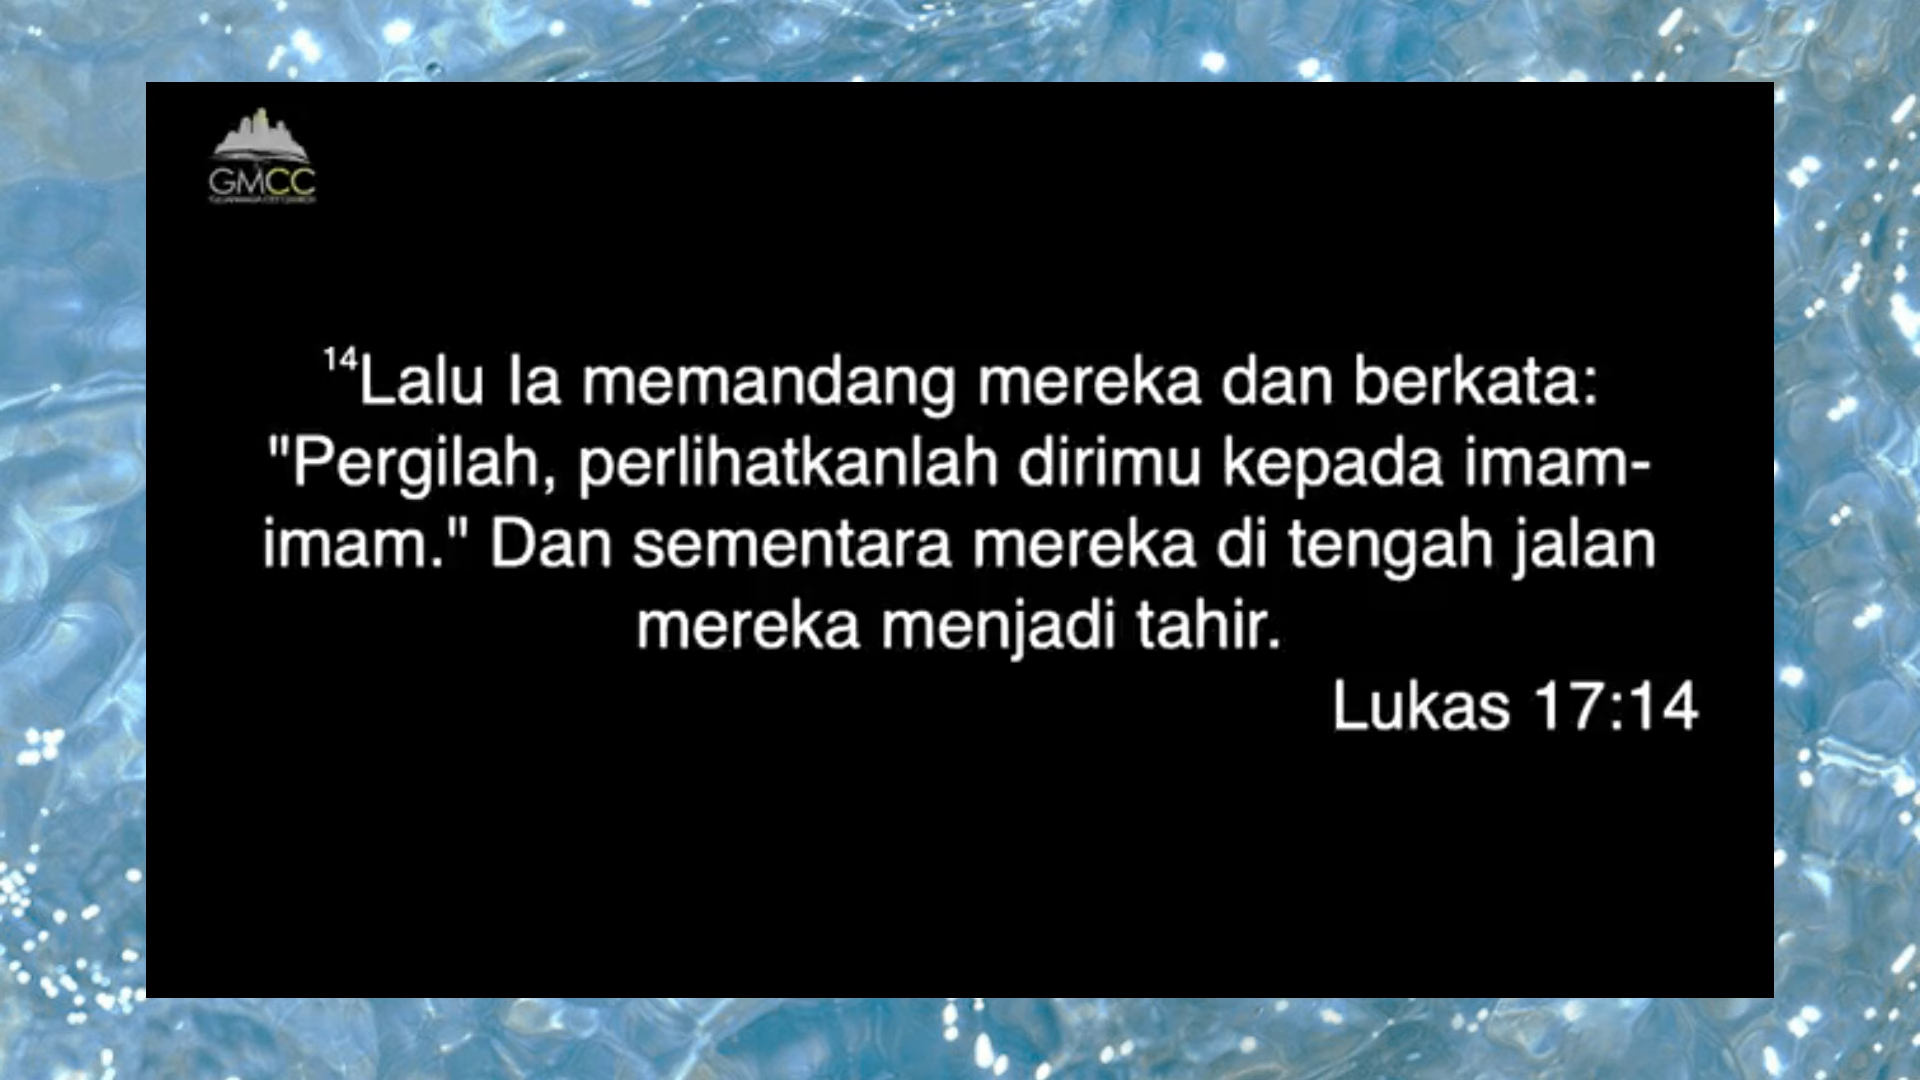 GMCC
¹⁴Lalu Ia memandang mereka dan berkata:
"Pergilah, perlihatkanlah dirimu kepada imam-
imam." Dan sementara mereka di tengah jalan
mereka menjadi tahir.
Lukas 17:14